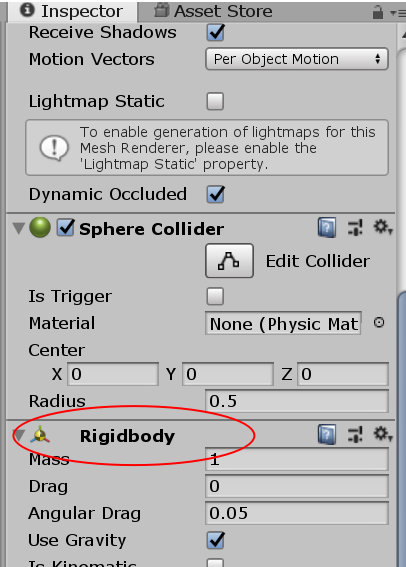 Inspector Asset Store
Receive Shadows
Motion Vectors Per Object Motion
Lightmap Static
To enable generation of lightmaps for this
Mesh Renderer, please enable the
'Lightmap Static' property.
Dynamic Occluded
Sphere Collider
Edit Collider
Is Trigger
Material None (Physic Mat
Center
X 0 Y 0 Z 0
Radius 0.5
Rigidbody
Mass 1
Drag 0
Angular Drag 0.05
Use Gravity
Is Kinematic